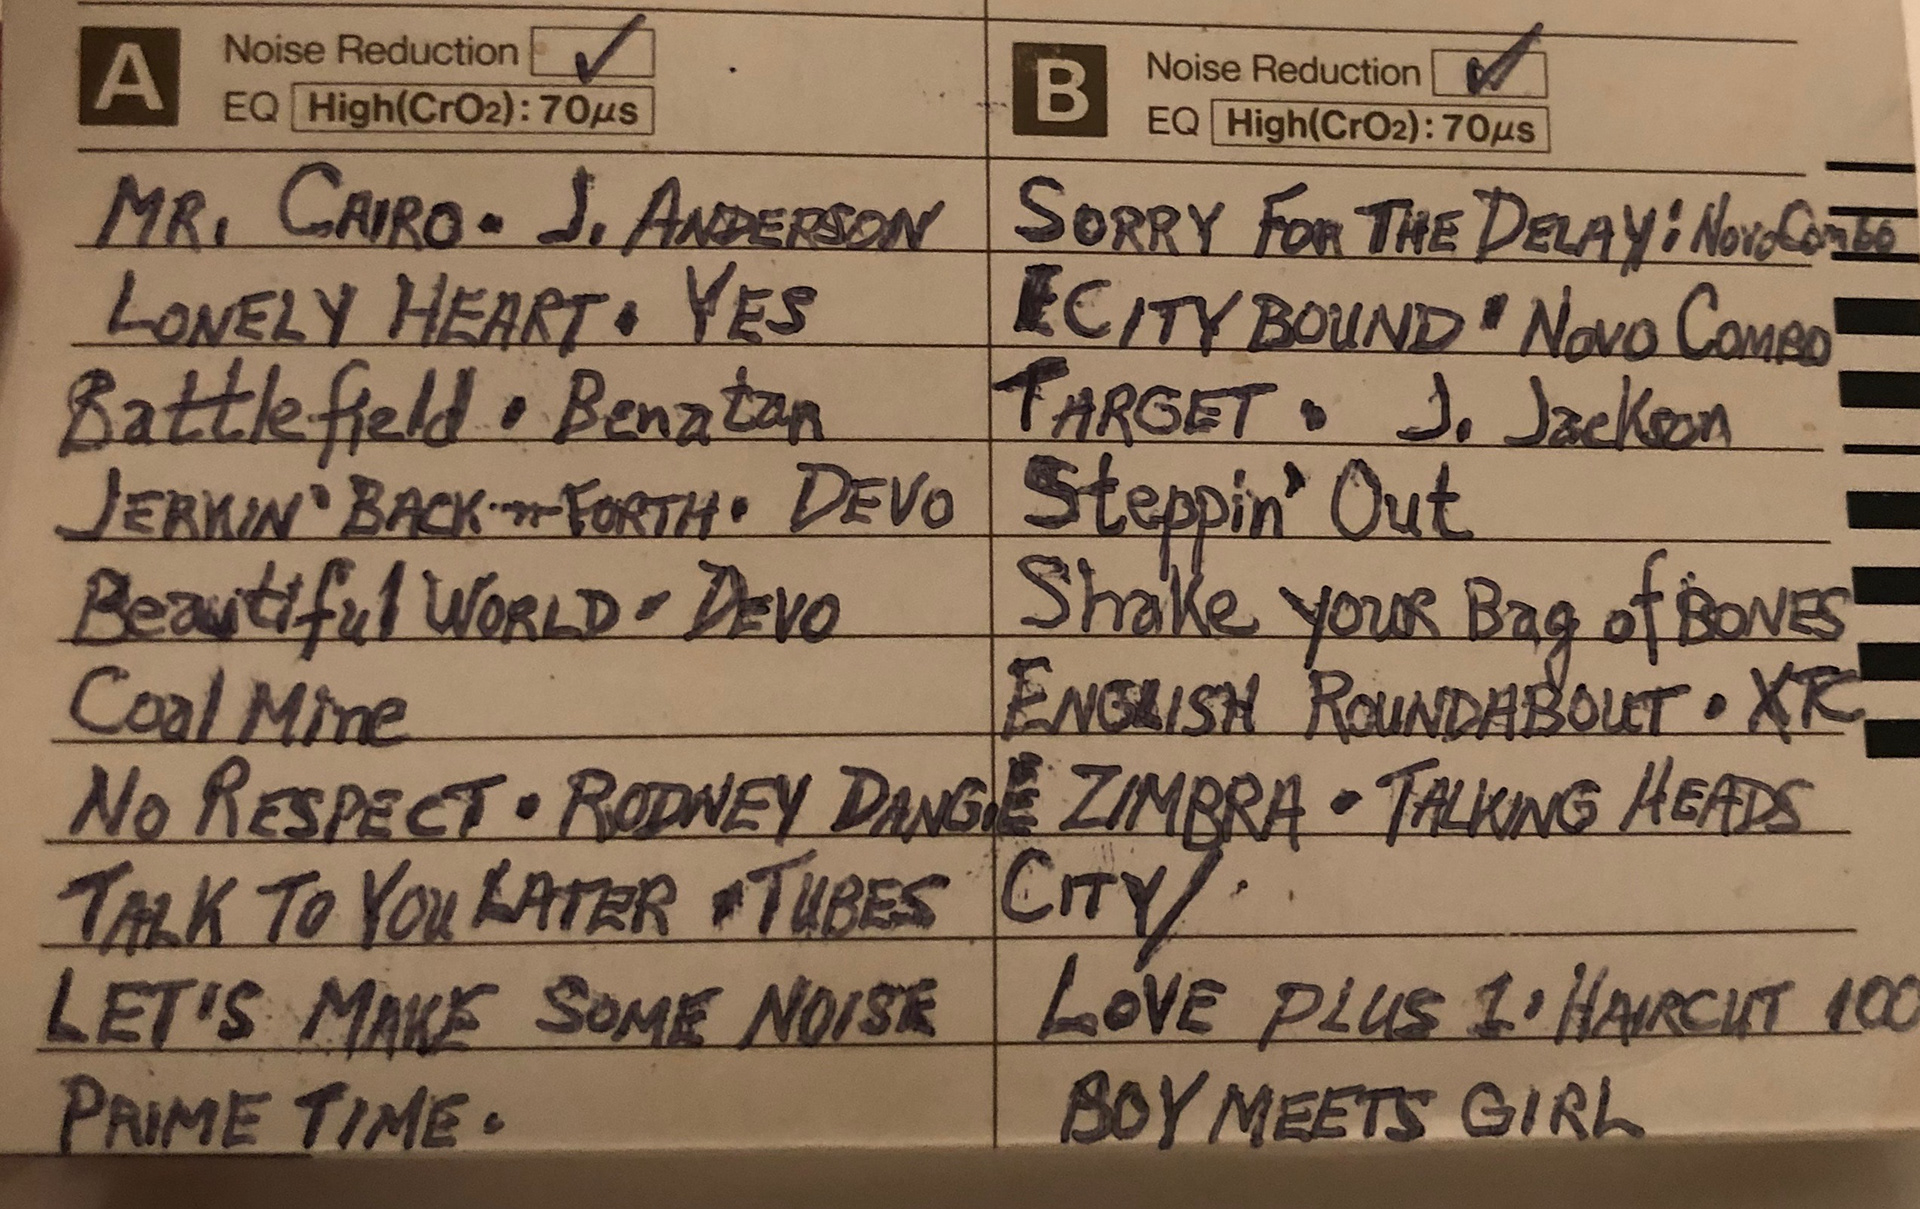 A Noise Reduction ✓
EQ High(CrO2): 70μs
MR. CAIRO • J. ANDERSON
LONELY HEART • YES
Battlefield • Benatan
JERKIN' BACK-n-FORTH • DEVO
Beautiful WORLD • DEVO
Coal Mine
NO RESPECT • RODNEY DANG.
TALK TO YOU LATER • TUBES
LET'S MAKE SOME NOISE
PRIME TIME •
B Noise Reduction ✓
EQ High(CrO2): 70μs
SORRY FOR THE DELAY: Novo Combo
CITY BOUND • NOVO COMBO
TARGET • J. Jackson
Steppin' Out
Shake your Bag of BONES
ENGLISH ROUNDABOUT • XTC
E ZIMBRA • TALKING HEADS
CITY/
LOVE PLUS 1 • HAIRCUT 100
BOY MEETS GIRL